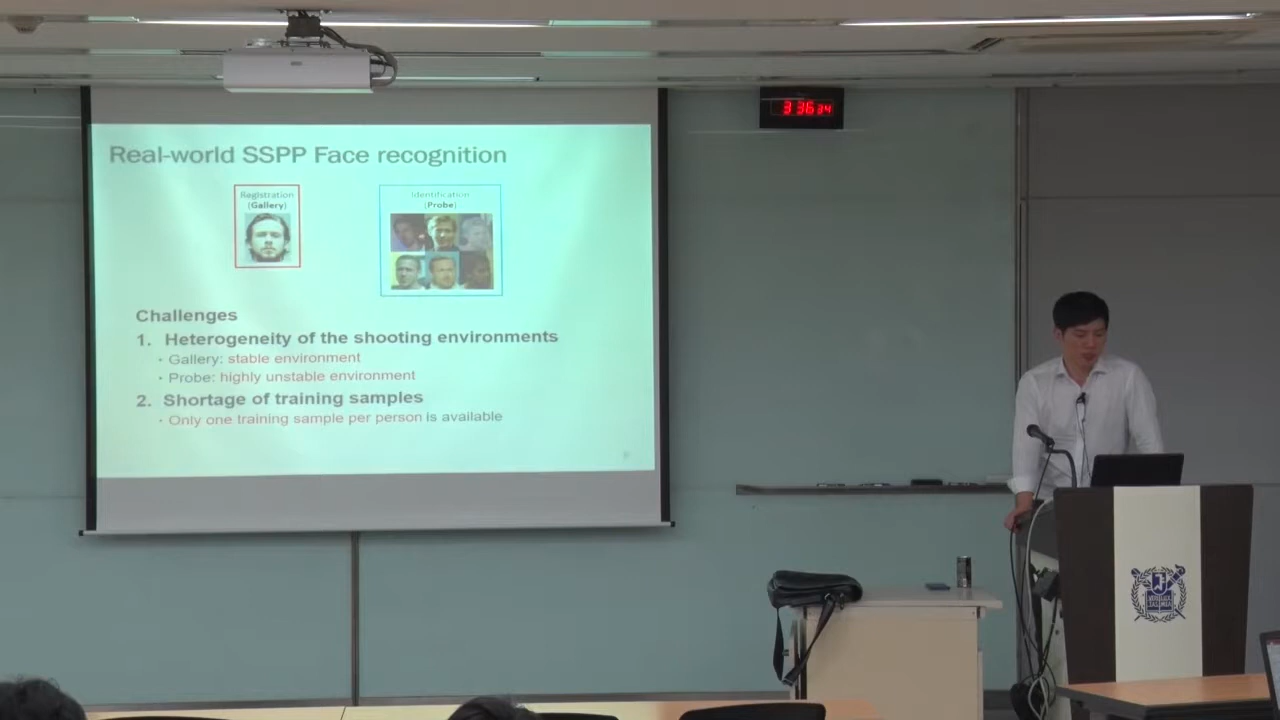 3 36 34
Real-world SSPP Face recognition
Registration
(Gallery)
Identification
(Probe)
Challenges
1. Heterogeneity of the shooting environments
• Gallery: stable environment
• Probe: highly unstable environment
2. Shortage of training samples
• Only one training sample per person is available